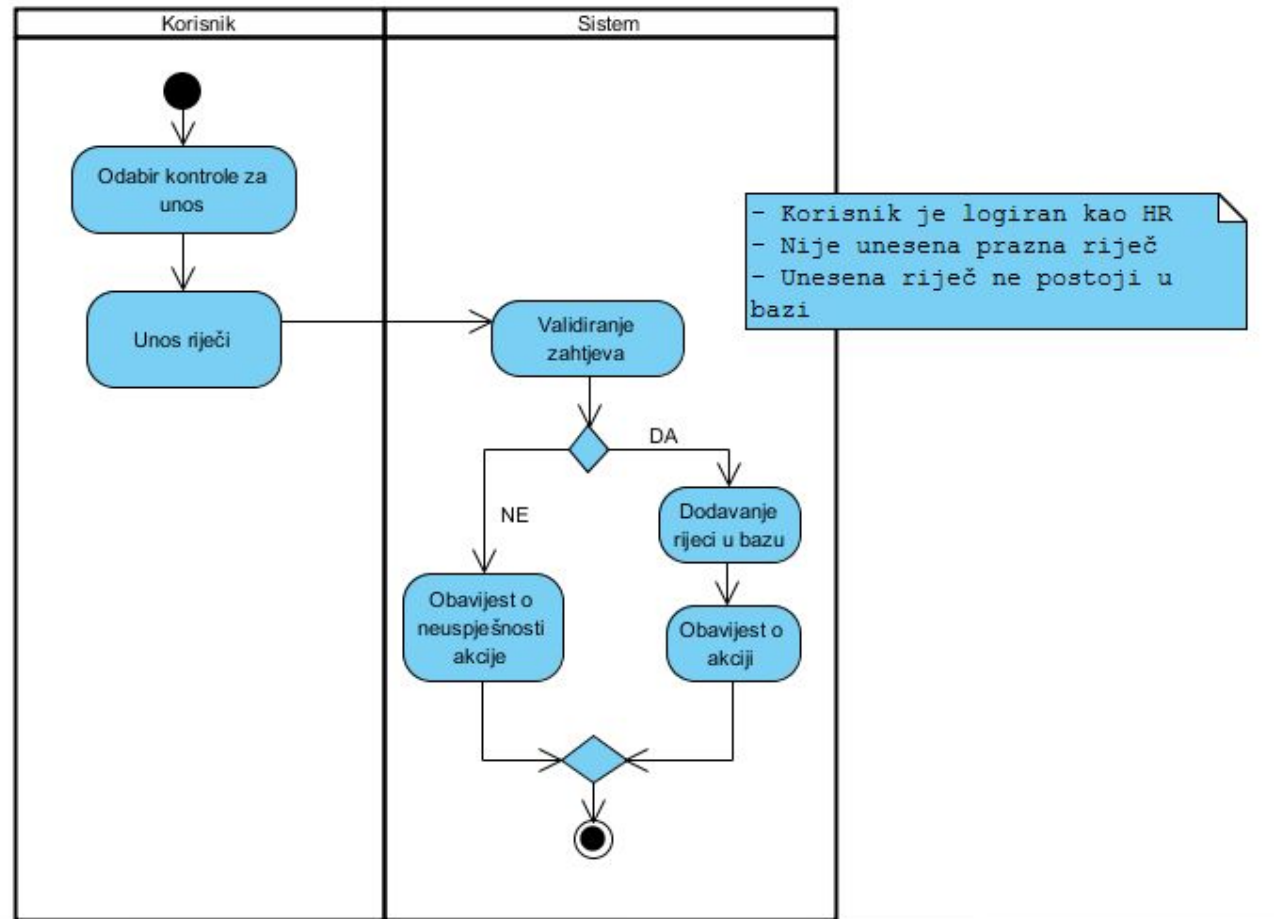 Korisnik
Sistem
Odabir kontrole za
unos
Unos riječi
- Korisnik je logiran kao HR
- Nije unesena prazna riječ
- Unesena riječ ne postoji u
bazi
Validiranje
zahtjeva
DA
NE
Dodavanje
rijeci u bazu
Obavijest o
neuspješnosti
akcije
Obavijest o
akciji